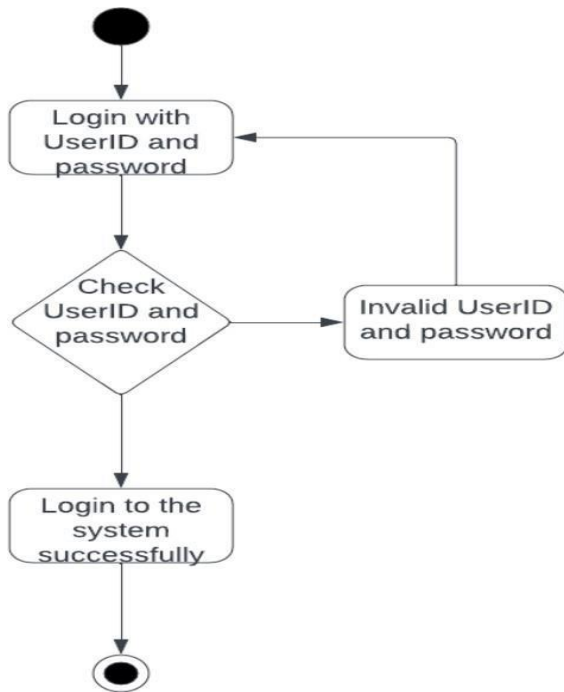 Login with
UserID and
password
Check
UserID and
password
Invalid UserID
and password
Login to the
system
successfully